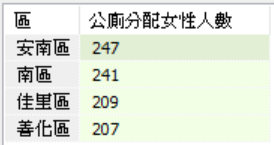 區 公廁分配女性人數
安南區 247
南區 241
佳里區 209
善化區 207